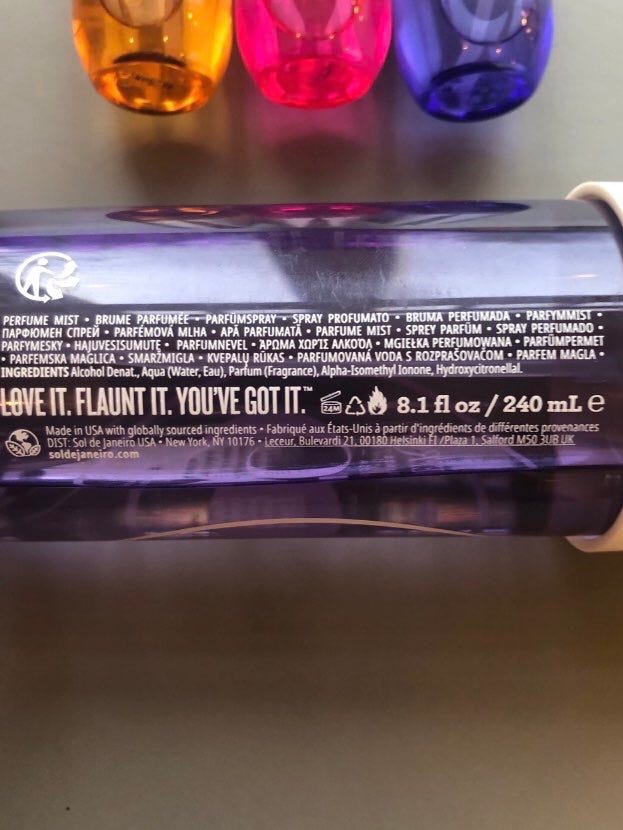 PERFUME MIST • BRUME PARFUMÉE • PARFÜMSPRAY • SPRAY PROFUMATO • BRUMA PERFUMADA • PARFYMMIST •
ПАРФЮМЕН СПРЕЙ • PARFÉMOVÁ MLHA • APĂ PARFUMATĂ • PARFUME MIST • SPREY PARFÜM • SPRAY PERFUMADO •
PARFYMESKY • HAJUVESISUMUTE • PARFUMNEVEL • ΆΡΩΜΑ ΧΩΡΊΣ ΑΛΚΟΌΛ • MGIEŁKA PERFUMOWANA • PARFÜMPERMET
• PARFEMSKA MAGLICA • SMARŽMIGLA • KVEPALŲ RŪKAS • PARFUMOVANÁ VODA S ROZPRAŠOVAČOM • PARFEM MAGLA •
INGREDIENTS Alcohol Denat., Aqua (Water, Eau), Parfum (Fragrance), Alpha-Isomethyl Ionone, Hydroxycitronellal.
LOVE IT. FLAUNT IT. YOU'VE GOT IT.™ 24M 8.1 fl oz / 240 mL ℮
Made in USA with globally sourced ingredients • Fabriqué aux États-Unis à partir d'ingrédients de différentes provenances
DIST: Sol de Janeiro USA • New York, NY 10176 • Leceur, Bulevardi 21, 00180 Helsinki FI /Plaza 1, Salford M50 3UB UK
soldejaneiro.com